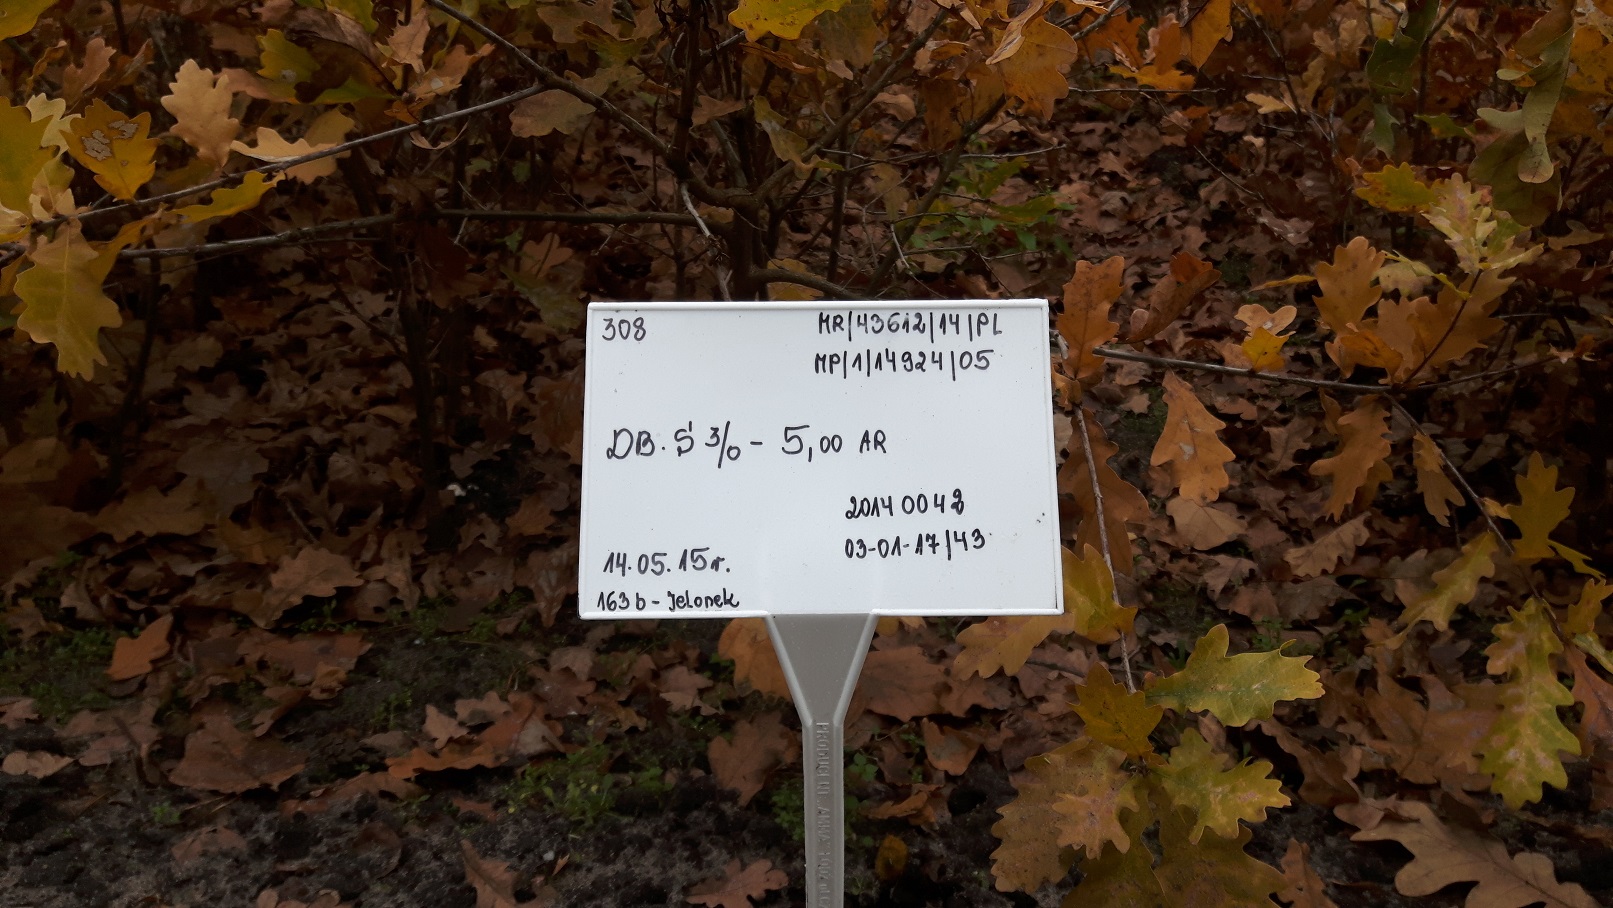 308
MR/43612/14/PL
MP/1/14924/05
DB. Ś 3/0 - 5,00 AR
20140048
03-01-17/43
14.05.15r.
163 b - Jelonek